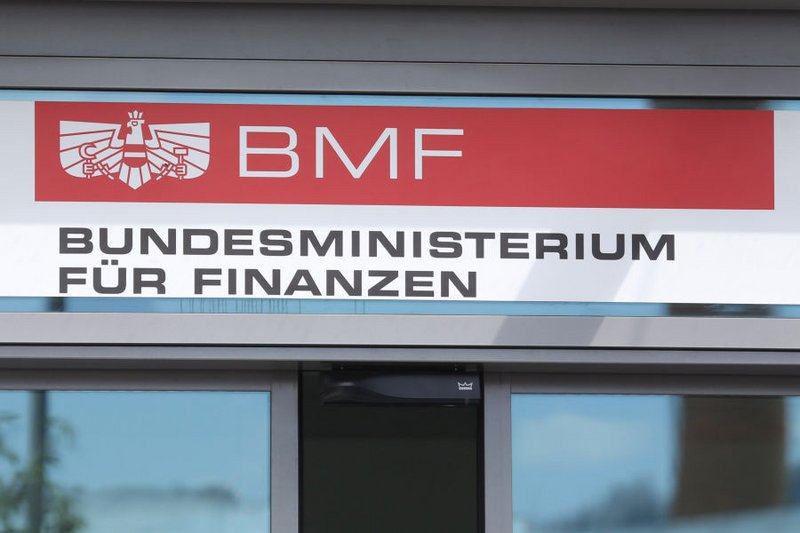 BMF
BUNDESMINISTERIUM
FÜR FINANZEN